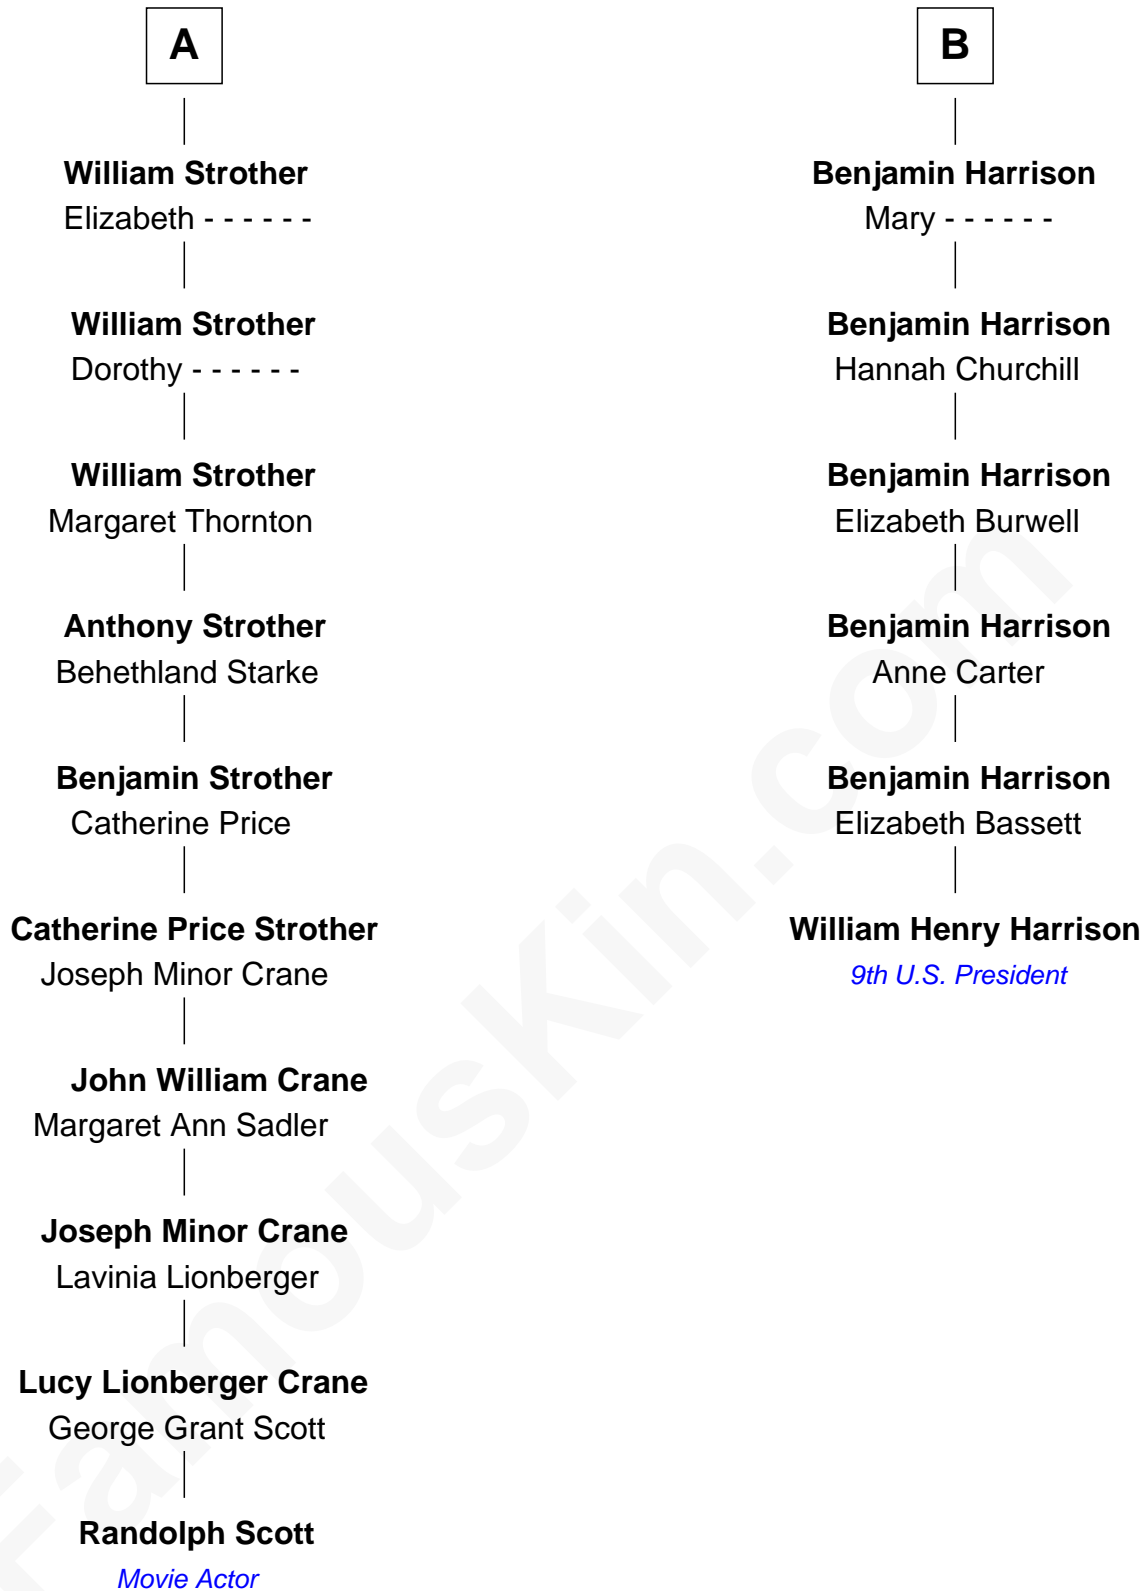 A
William Strother
Elizabeth - - - - - -
William Strother
Dorothy - - - - - -
William Strother
Margaret Thornton
Anthony Strother
Behethland Starke
Benjamin Strother
Catherine Price
Catherine Price Strother
Joseph Minor Crane
John William Crane
Margaret Ann Sadler
Joseph Minor Crane
Lavinia Lionberger
Lucy Lionberger Crane
George Grant Scott
Randolph Scott
Movie Actor
B
Benjamin Harrison
Mary - - - - - -
Benjamin Harrison
Hannah Churchill
Benjamin Harrison
Elizabeth Burwell
Benjamin Harrison
Anne Carter
Benjamin Harrison
Elizabeth Bassett
William Henry Harrison
9th U.S. President
FamousKin.com